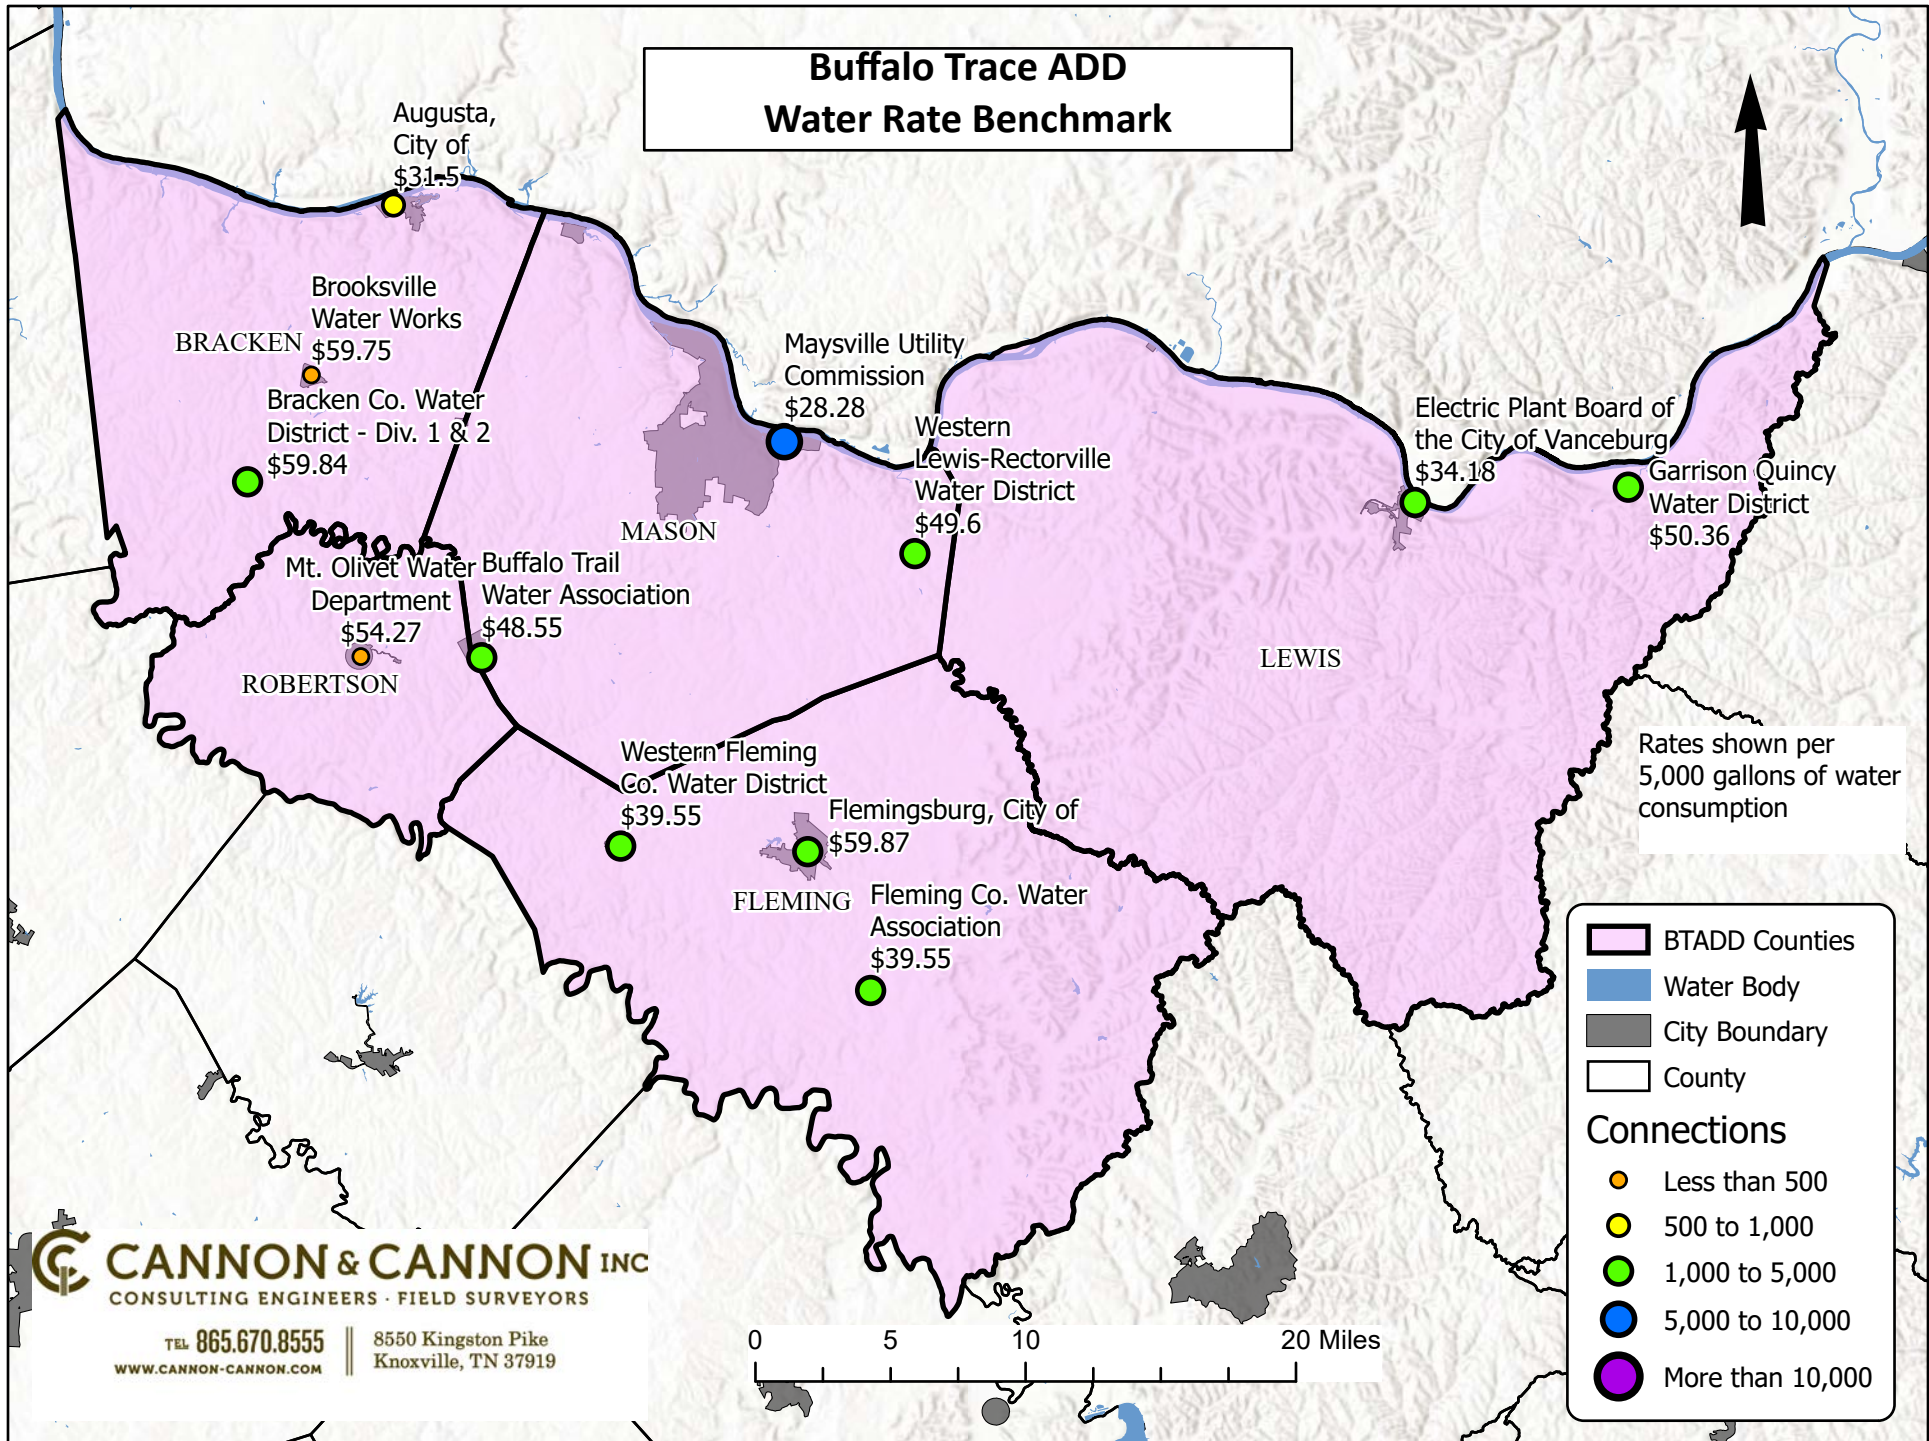 Buffalo Trace ADD
Water Rate Benchmark
Augusta,
City of
$31.5
Brooksville
Water Works
$59.75
BRACKEN
Bracken Co. Water
District - Div. 1 & 2
$59.84
Maysville Utility
Commission
$28.28
Western
Lewis-Rectorville
Water District
$49.6
MASON
Electric Plant Board of
the City of Vanceburg
$34.18
Garrison Quincy
Water District
$50.36
Mt. Olivet Water
Department
$54.27
ROBERTSON
Buffalo Trail
Water Association
$48.55
LEWIS
Western Fleming
Co. Water District
$39.55
Flemingsburg, City of
$59.87
FLEMING
Fleming Co. Water
Association
$39.55
Rates shown per
5,000 gallons of water
consumption
BTADD Counties
Water Body
City Boundary
County
Connections
Less than 500
500 to 1,000
1,000 to 5,000
5,000 to 10,000
More than 10,000
CANNON & CANNON INC
CONSULTING ENGINEERS · FIELD SURVEYORS
TEL 865.670.8555
WWW.CANNON-CANNON.COM
8550 Kingston Pike
Knoxville, TN 37919
0 5 10 20 Miles